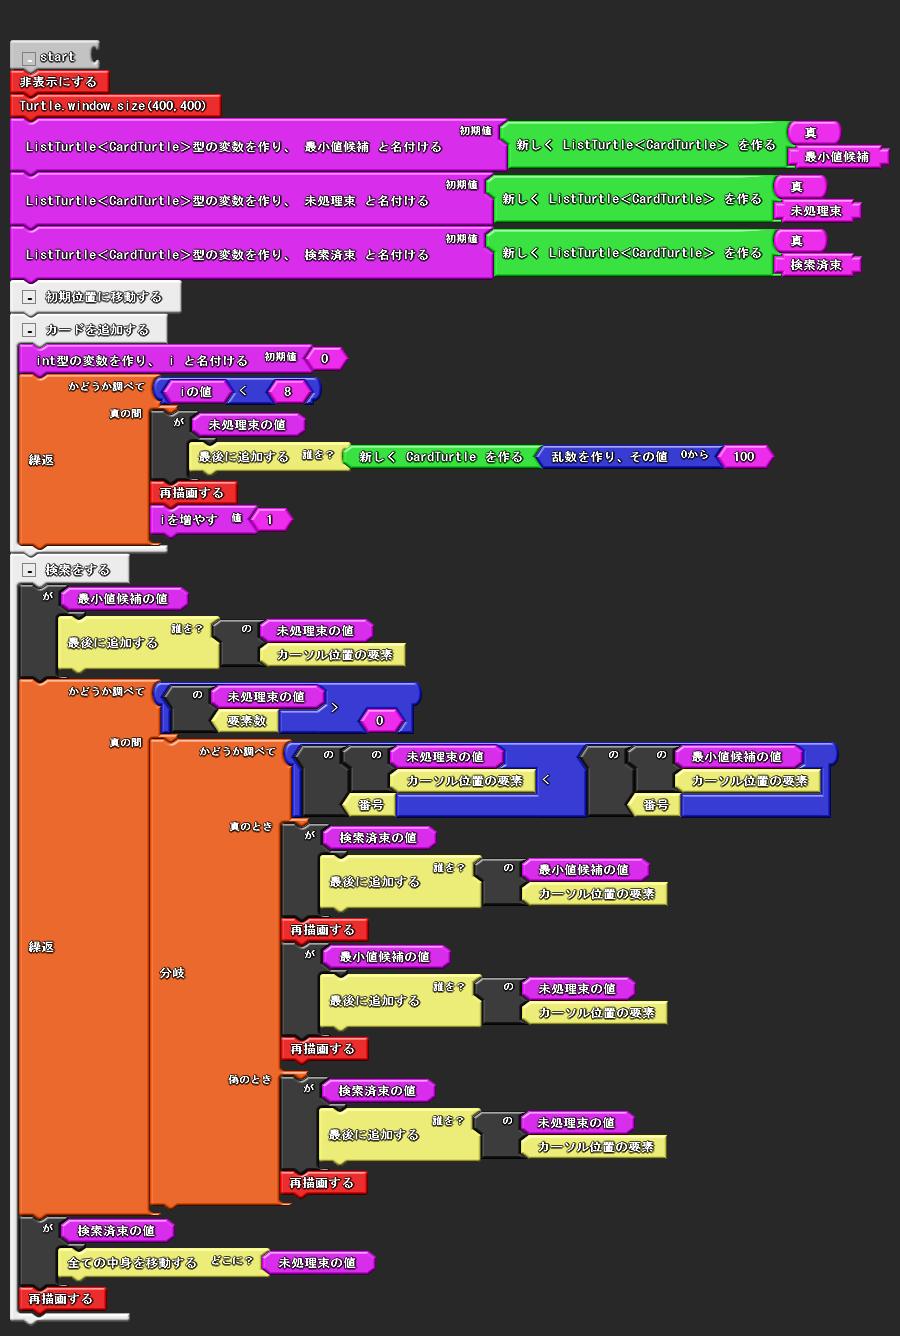 - start
非表示にする
Turtle.window.size(400,400)
ListTurtle<CardTurtle>型の変数を作り、 最小値候補 と名付ける 初期値 新しく ListTurtle<CardTurtle> を作る 真
最小値候補
ListTurtle<CardTurtle>型の変数を作り、 未処理束 と名付ける 初期値 新しく ListTurtle<CardTurtle> を作る 真
未処理束
ListTurtle<CardTurtle>型の変数を作り、 検索済束 と名付ける 初期値 新しく ListTurtle<CardTurtle> を作る 真
検索済束
- 初期位置に移動する
- カードを追加する
int型の変数を作り、 i と名付ける 初期値 0
繰返 かどうか調べて iの値 < 8
真の間 が 未処理束の値
最後に追加する 誰を? 新しく CardTurtle を作る 乱数を作り、その値 0から 100
再描画する
iを増やす 値 1
- 検索をする
が 最小値候補の値
最後に追加する 誰を? の 未処理束の値
カーソル位置の要素
繰返 かどうか調べて の 未処理束の値 > 0
要素数
真の間 分岐 かどうか調べて の の 未処理束の値 < の の 最小値候補の値
カーソル位置の要素 カーソル位置の要素
番号 番号
真のとき が 検索済束の値
最後に追加する 誰を? の 最小値候補の値
カーソル位置の要素
再描画する
が 最小値候補の値
最後に追加する 誰を? の 未処理束の値
カーソル位置の要素
再描画する
偽のとき が 検索済束の値
最後に追加する 誰を? の 未処理束の値
カーソル位置の要素
再描画する
が 検索済束の値
全ての中身を移動する どこに? 未処理束の値
再描画する